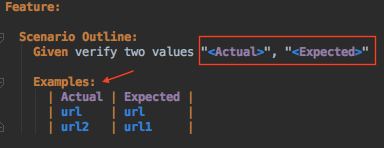 Feature:
Scenario Outline:
Given verify two values "<Actual>", "<Expected>"
Examples:
| Actual | Expected |
| url | url |
| url2 | url1 |